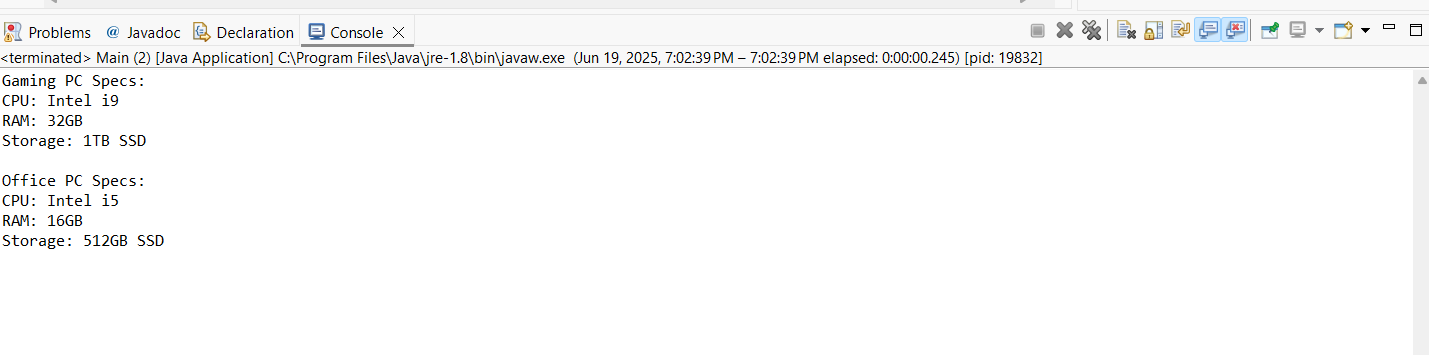 Problems @ Javadoc Declaration Console
<terminated> Main (2) [Java Application] C:\Program Files\Java\jre-1.8\bin\javaw.exe (Jun 19, 2025, 7:02:39 PM – 7:02:39 PM elapsed: 0:00:00.245) [pid: 19832]
Gaming PC Specs:
CPU: Intel i9
RAM: 32GB
Storage: 1TB SSD

Office PC Specs:
CPU: Intel i5
RAM: 16GB
Storage: 512GB SSD